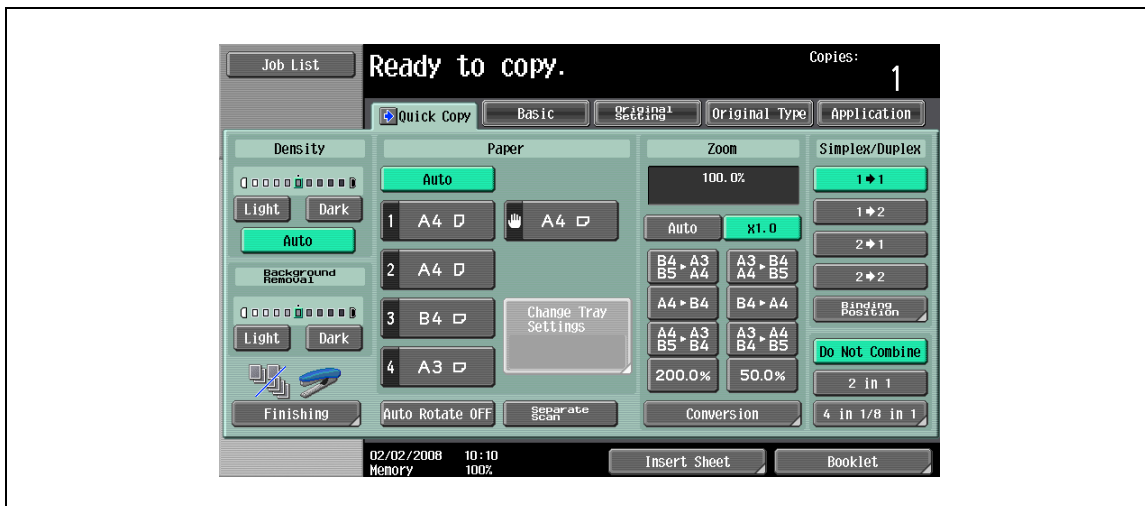 Job List
Ready to copy.
Copies:
1
Quick Copy
Basic
Original
Setting
Original Type
Application
Density
Light
Dark
Auto
Background
Removal
Light
Dark
Finishing
Paper
Auto
1 A4
A4
2 A4
3 B4
4 A3
Change Tray
Settings
Auto Rotate OFF
Separate
Scan
Zoom
100.0%
Auto
x1.0
B4▸A3
B5▸A4
A3▸B4
A4▸B5
A4▸B4
B4▸A4
A4▸A3
B5▸B4
A3▸A4
B4▸B5
200.0%
50.0%
Conversion
Simplex/Duplex
1➧1
1➧2
2➧1
2➧2
Binding
Position
Do Not Combine
2 in 1
4 in 1/8 in 1
02/02/2008 10:10
Memory 100%
Insert Sheet
Booklet